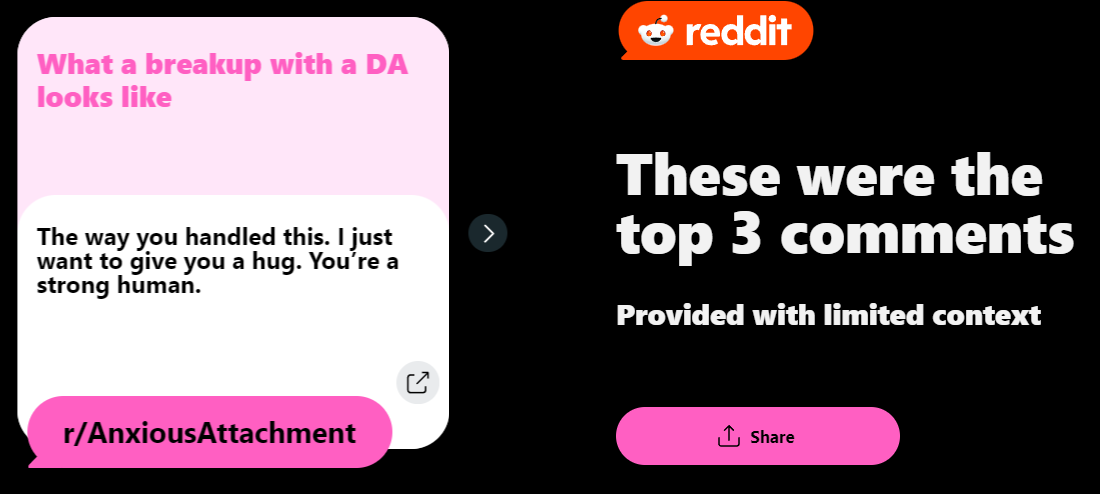 What a breakup with a DA
looks like
The way you handled this. I just
want to give you a hug. You’re a
strong human.
r/AnxiousAttachment
reddit
These were the
top 3 comments
Provided with limited context
Share